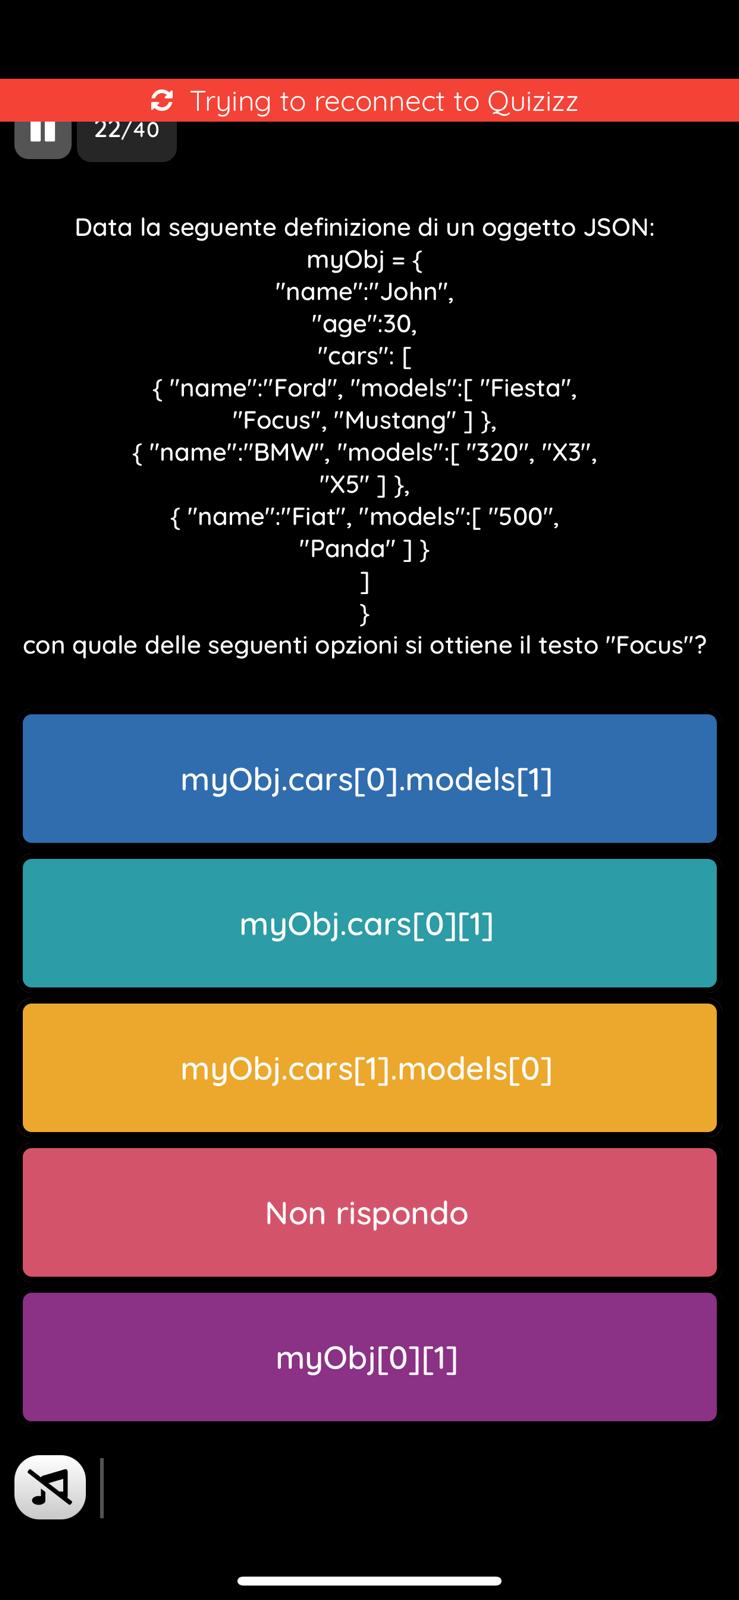 Trying to reconnect to Quizizz
22/40
Data la seguente definizione di un oggetto JSON:
myObj = {
"name":"John",
"age":30,
"cars": [
{ "name":"Ford", "models":[ "Fiesta",
"Focus", "Mustang" ] },
{ "name":"BMW", "models":[ "320", "X3",
"X5" ] },
{ "name":"Fiat", "models":[ "500",
"Panda" ] }
]
}
con quale delle seguenti opzioni si ottiene il testo "Focus"?
myObj.cars[0].models[1]
myObj.cars[0][1]
myObj.cars[1].models[0]
Non rispondo
myObj[0][1]